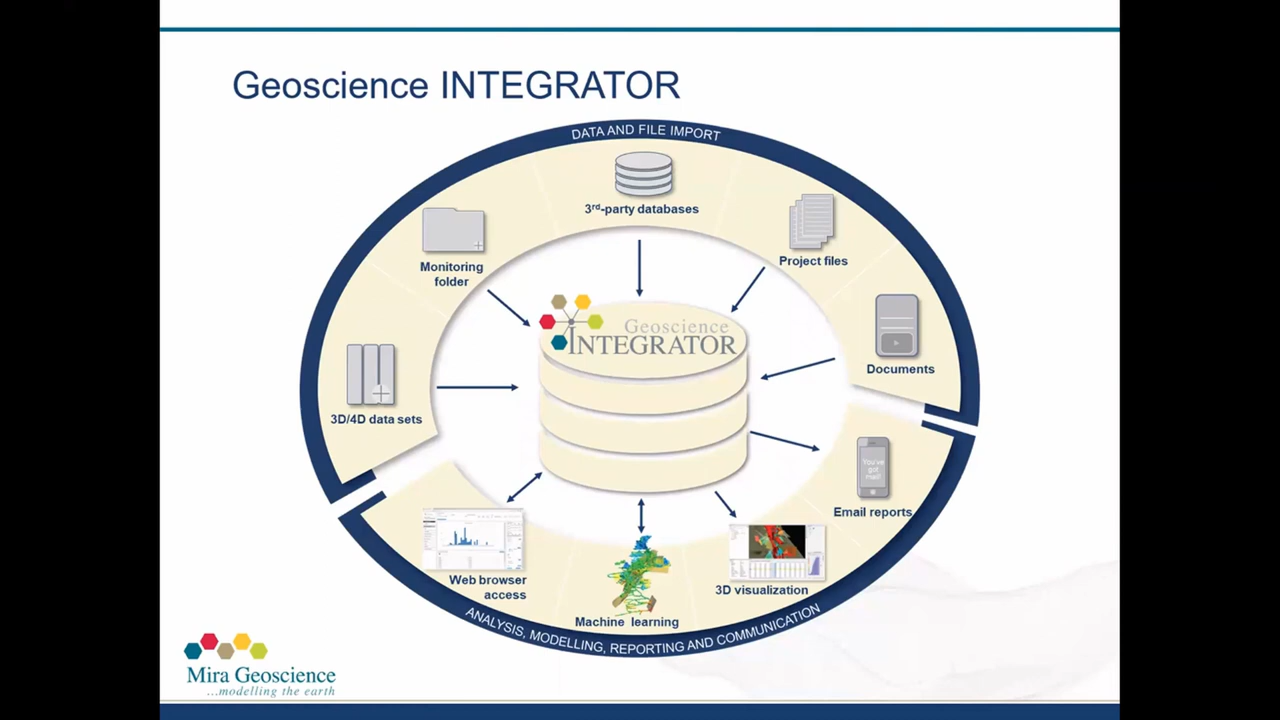 Geoscience INTEGRATOR
DATA AND FILE IMPORT
3rd-party databases
Monitoring
folder
Project files
3D/4D data sets
Geoscience
INTEGRATOR
Documents
You've
got
mail!
Email reports
Web browser
access
Machine learning
3D visualization
ANALYSIS, MODELLING, REPORTING AND COMMUNICATION
Mira Geoscience
...modelling the earth